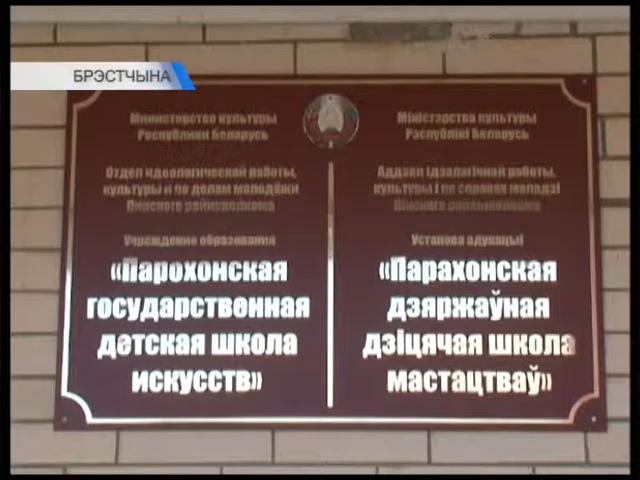 БРЭСТЧЫНА
Министерство культуры
Республики Беларусь
Отдел идеологической работы,
культуры и по делам молодёжи
Пинского райисполкома
Учреждение образования
«Парохонская
государственная
детская школа
искусств»
Міністэрства культуры
Рэспублікі Беларусь
Аддзел ідэалагічнай работы,
культуры і па справах моладзі
Пінскага райвыканкама
Установа адукацыі
«Парахонская
дзяржаўная
дзіцячая школа
мастацтваў»